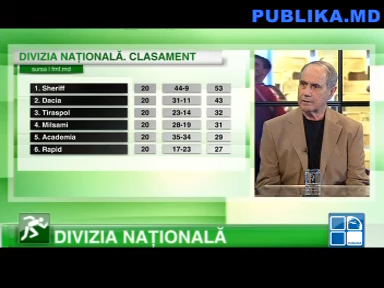 PUBLIKA.MD
DIVIZIA NAȚIONALĂ. CLASAMENT
sursa / fmf.md
1. Sheriff 20 44-9 53
2. Dacia 20 31-11 43
3. Tiraspol 20 23-14 32
4. Milsami 20 28-19 31
5. Academia 20 35-34 29
6. Rapid 20 17-23 27
DIVIZIA NAȚIONALĂ